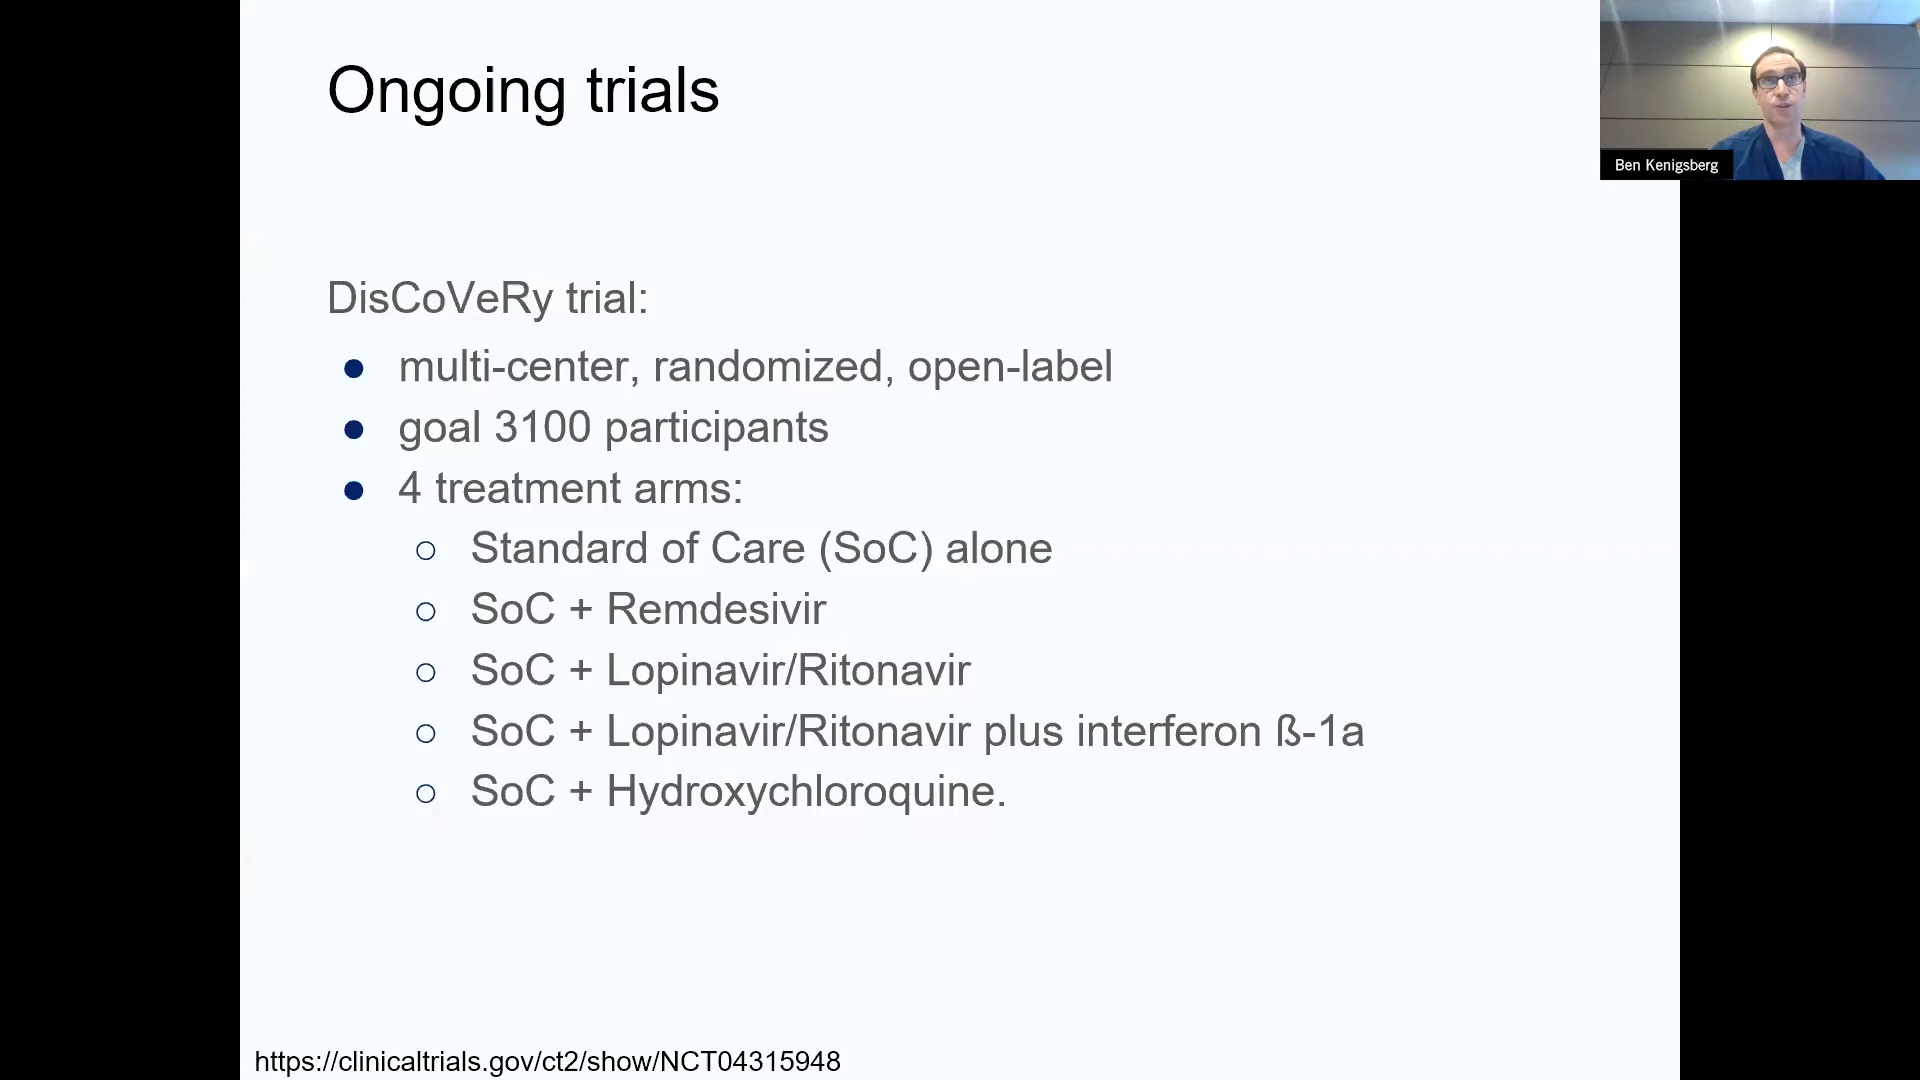 Ongoing trials
Ben Kenigsberg
DisCoVeRy trial:
● multi-center, randomized, open-label
● goal 3100 participants
● 4 treatment arms:
○ Standard of Care (SoC) alone
○ SoC + Remdesivir
○ SoC + Lopinavir/Ritonavir
○ SoC + Lopinavir/Ritonavir plus interferon ß-1a
○ SoC + Hydroxychloroquine.
https://clinicaltrials.gov/ct2/show/NCT04315948